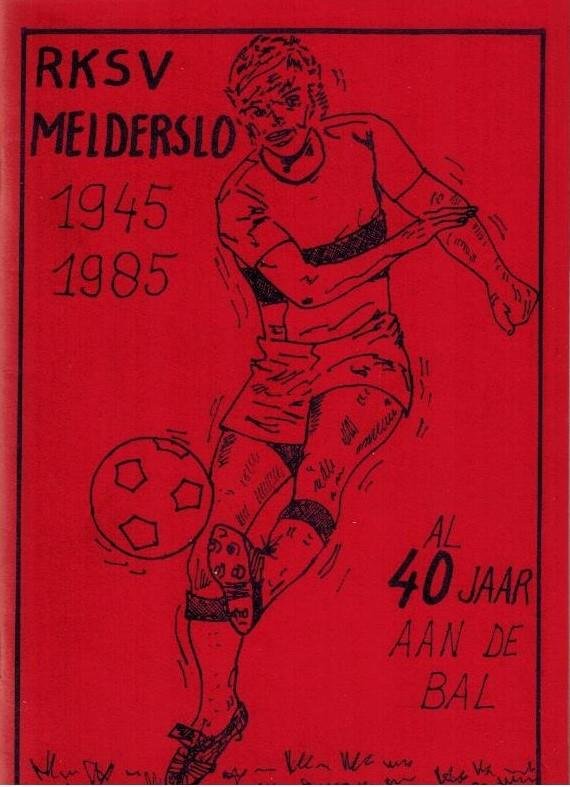 RKSV
MELDERSLO
1945
1985
AL
40 JAAR
AAN DE
BAL